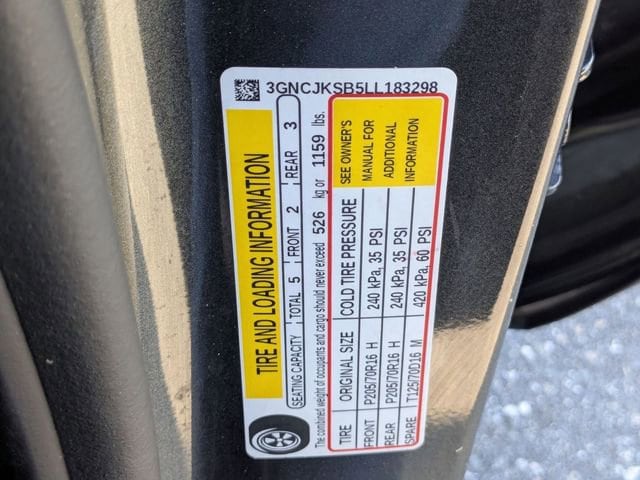 3GNCJKSB5LL183298
TIRE AND LOADING INFORMATION
SEATING CAPACITY | TOTAL 5 | FRONT 2 | REAR 3
The combined weight of occupants and cargo should never exceed 526 kg or 1159 lbs.
TIRE ORIGINAL SIZE COLD TIRE PRESSURE SEE OWNER'S
FRONT P205/70R16 H 240 kPa, 35 PSI MANUAL FOR
REAR P205/70R16 H 240 kPa, 35 PSI ADDITIONAL
SPARE T125/70D16 M 420 kPa, 60 PSI INFORMATION